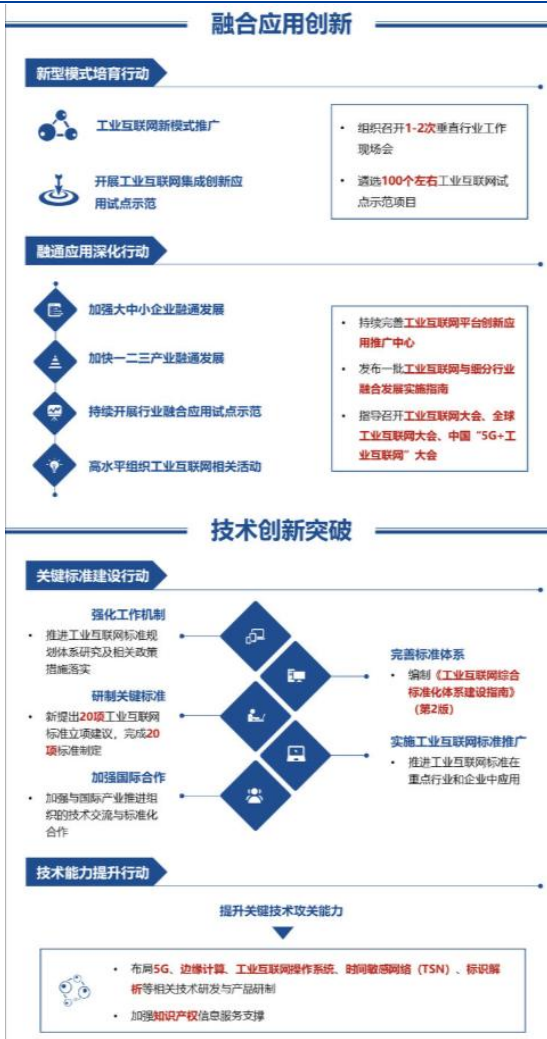 融合应用创新
新型模式培育行动
工业互联网新模式推广
开展工业互联网集成创新应
用试点示范
• 组织召开1-2次垂直行业工作
现场会
• 遴选100个左右工业互联网试
点示范项目
融通应用深化行动
加强大中小企业融通发展
加快一二三产业融通发展
持续开展行业融合应用试点示范
高水平组织工业互联网相关活动
• 持续完善工业互联网平台创新应
用推广中心
• 发布一批工业互联网与细分行业
融合发展实施指南
• 指导召开工业互联网大会、全球
工业互联网大会、中国“5G+工
业互联网”大会
技术创新突破
关键标准建设行动
强化工作机制
• 推进工业互联网标准规
划体系研究及相关政策
措施落实
研制关键标准
• 新提出20项工业互联网
标准立项建议，完成20
项标准制定
加强国际合作
• 加强与国际产业推进组
织的技术交流与标准化
合作
完善标准体系
• 编制《工业互联网综合
标准化体系建设指南》
（第2版）
实施工业互联网标准推广
• 推进工业互联网标准在
重点行业和企业中应用
技术能力提升行动
提升关键技术攻关能力
• 布局5G、边缘计算、工业互联网操作系统、时间敏感网络（TSN）、标识解
析等相关技术研发与产品研制
• 加强知识产权信息服务支撑